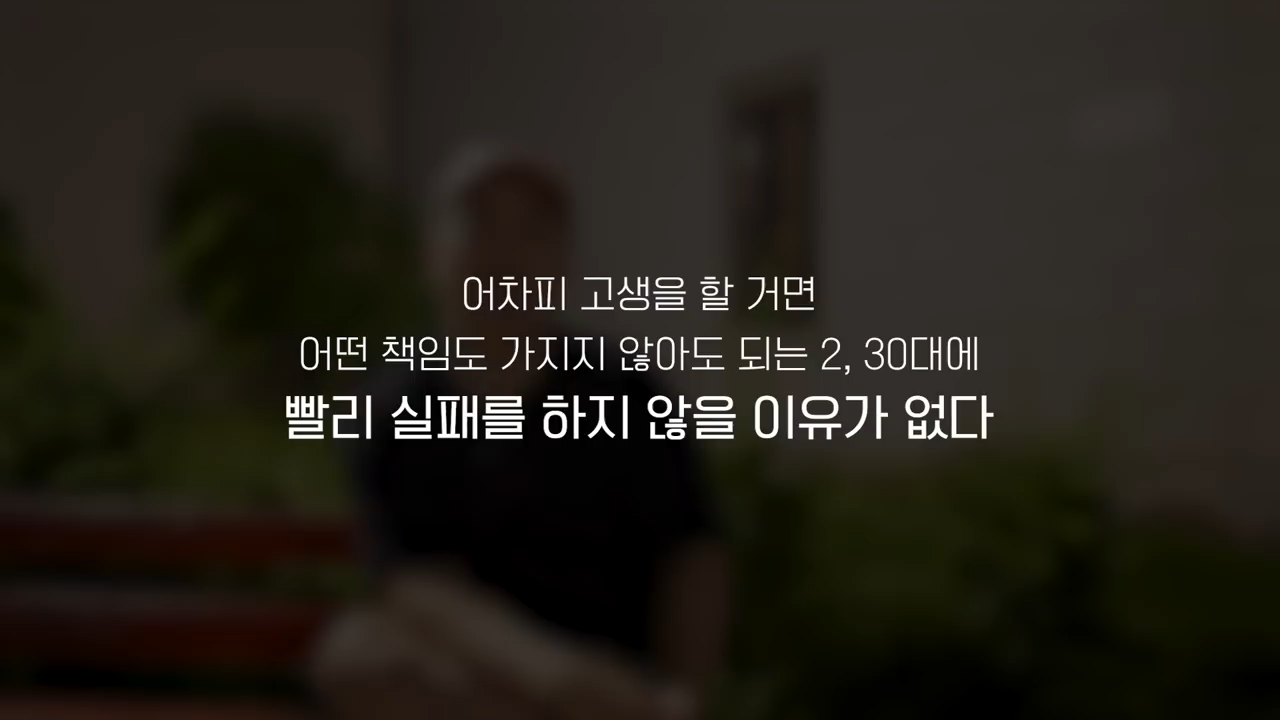 어차피 고생을 할 거면
어떤 책임도 가지지 않아도 되는 2, 30대에
빨리 실패를 하지 않을 이유가 없다